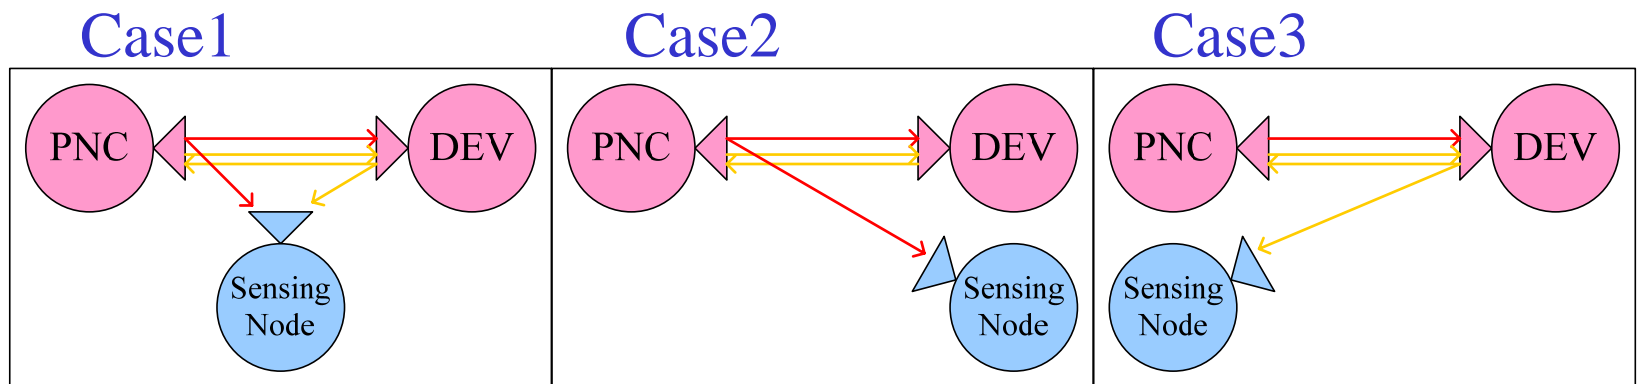 Case1
Case2
Case3
PNC
DEV
PNC
DEV
PNC
DEV
Sensing
Node
Sensing
Node
Sensing
Node